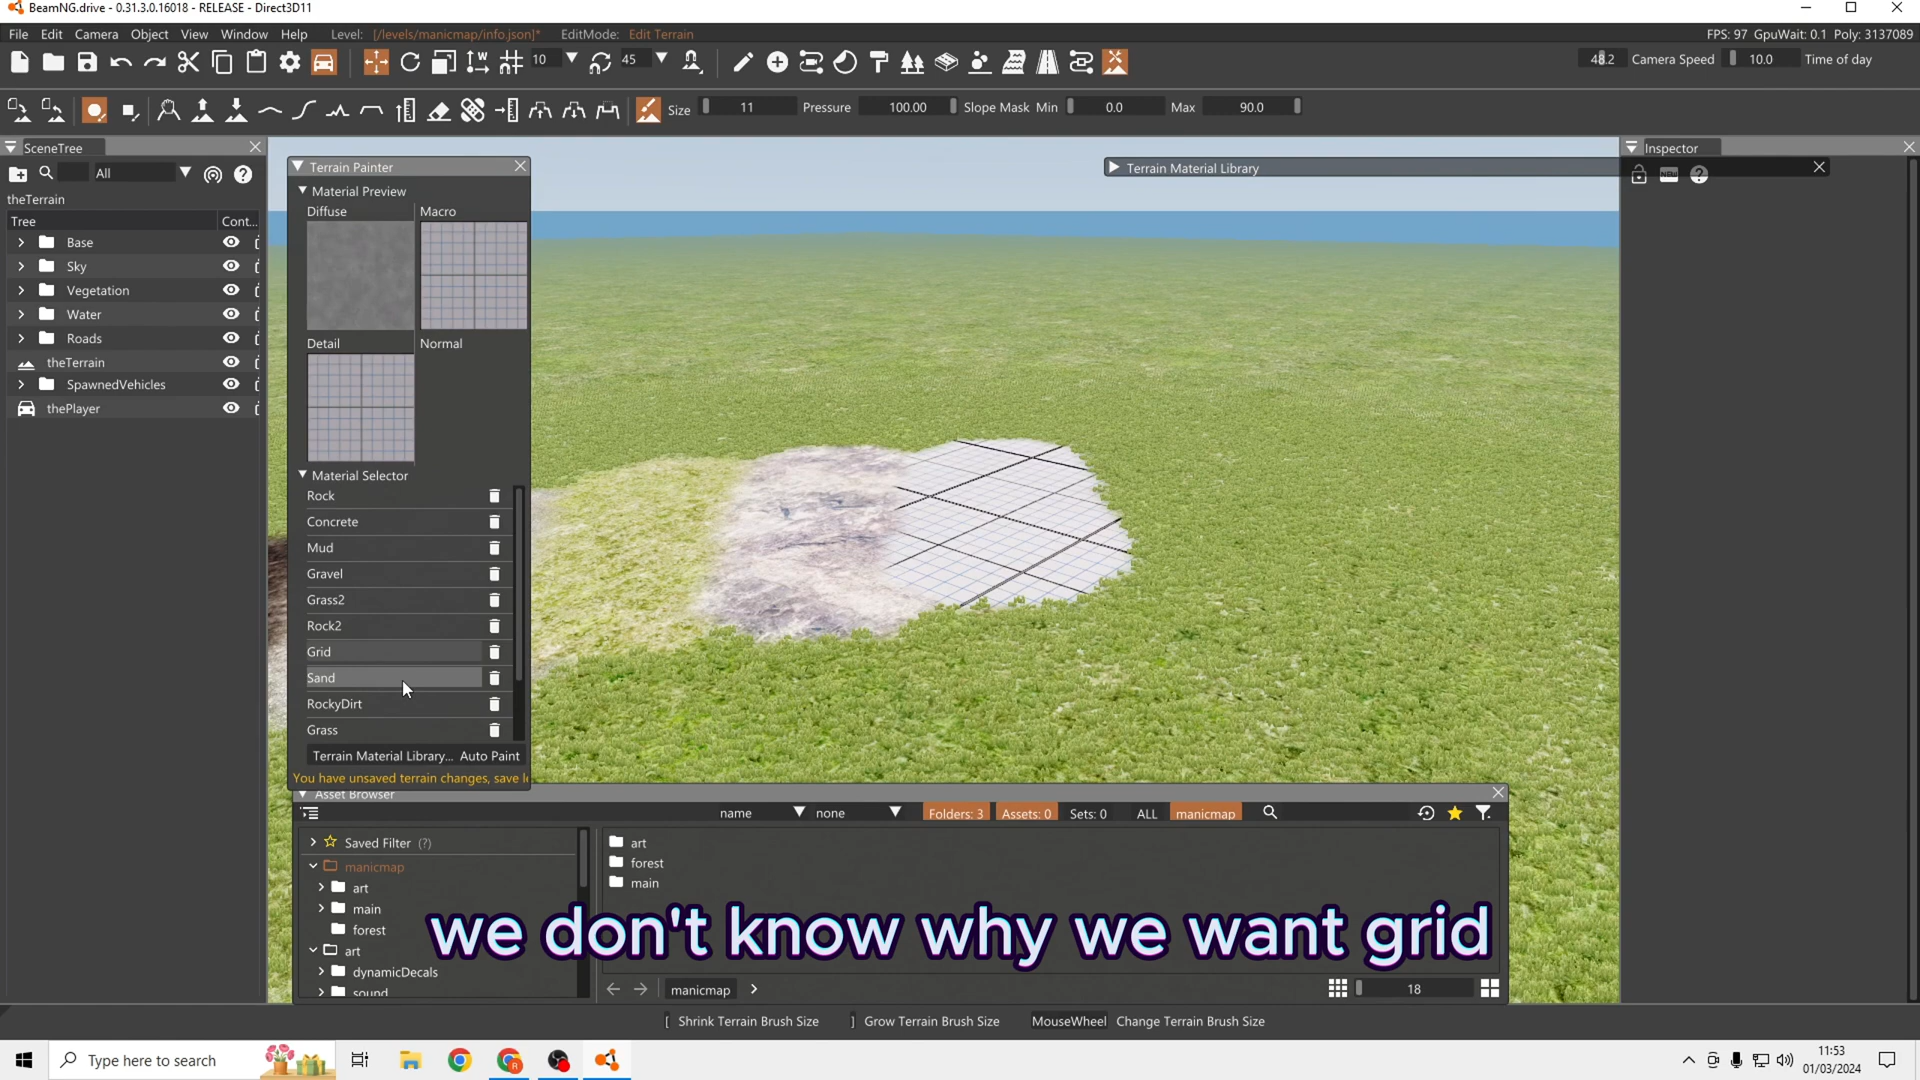 BeamNG.drive - 0.31.3.0.16018 - RELEASE - Direct3D11
File Edit Camera Object View Window Help Level: [/levels/manicmap/info.json]* EditMode: Edit Terrain FPS: 97 GpuWait: 0.1 Poly: 3137089
10 45 48.2 Camera Speed 10.0 Time of day
Size 11 Pressure 100.00 Slope Mask Min 0.0 Max 90.0
SceneTree
All
theTerrain
Tree Cont...
Base
Sky
Vegetation
Water
Roads
theTerrain
SpawnedVehicles
thePlayer
Terrain Painter
Material Preview
Diffuse Macro
Detail Normal
Material Selector
Rock
Concrete
Mud
Gravel
Grass2
Rock2
Grid
Sand
RockyDirt
Grass
Terrain Material Library... Auto Paint
You have unsaved terrain changes, save l
Terrain Material Library
Inspector
NEW
Asset Browser
name none Folders: 3 Assets: 0 Sets: 0 ALL manicmap
Saved Filter (?)
manicmap
art
main
forest
art
dynamicDecals
sound
art
forest
main
we don't know why we want grid
manicmap 18
[ Shrink Terrain Brush Size ] Grow Terrain Brush Size MouseWheel Change Terrain Brush Size
Type here to search
11:53
01/03/2024